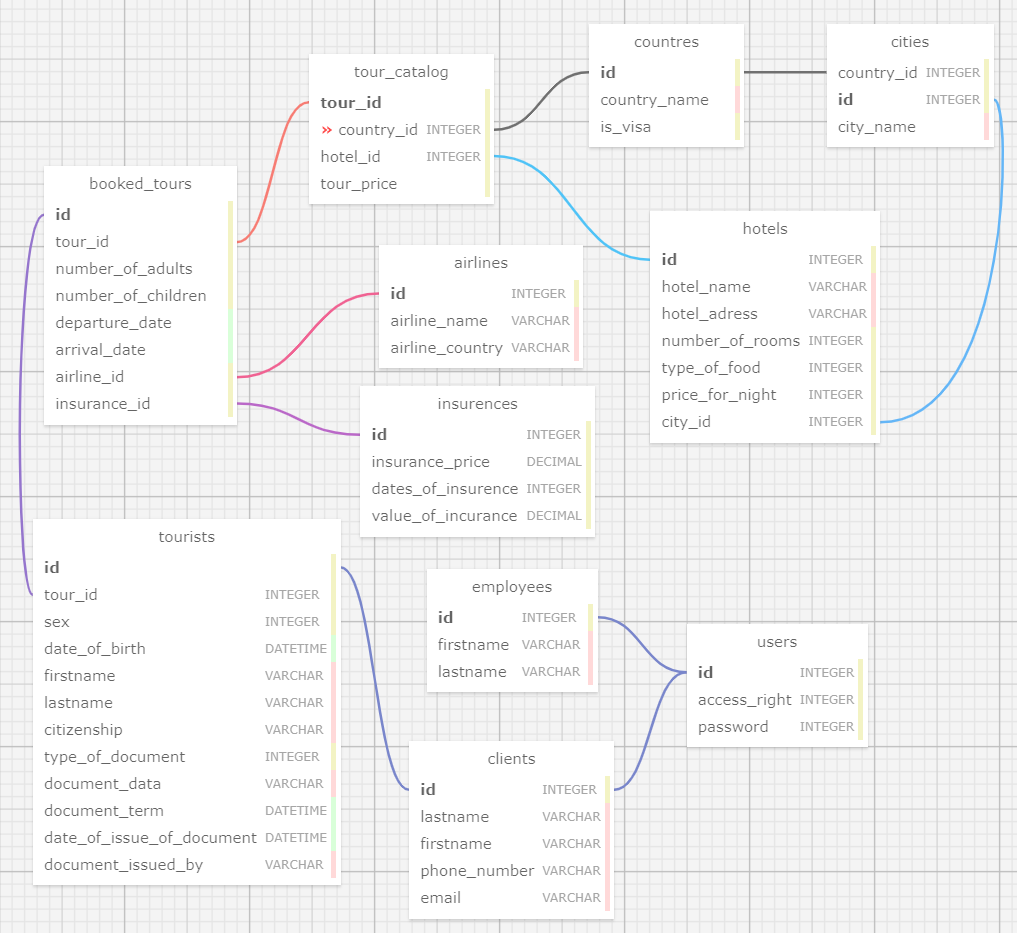 countres
id
country_name
is_visa
cities
country_id INTEGER
id INTEGER
city_name
tour_catalog
tour_id
» country_id INTEGER
hotel_id INTEGER
tour_price
booked_tours
id
tour_id
number_of_adults
number_of_children
departure_date
arrival_date
airline_id
insurance_id
hotels
id INTEGER
hotel_name VARCHAR
hotel_adress VARCHAR
number_of_rooms INTEGER
type_of_food INTEGER
price_for_night INTEGER
city_id INTEGER
airlines
id INTEGER
airline_name VARCHAR
airline_country VARCHAR
insurences
id INTEGER
insurance_price DECIMAL
dates_of_insurence INTEGER
value_of_incurance DECIMAL
tourists
id
tour_id INTEGER
sex INTEGER
date_of_birth DATETIME
firstname VARCHAR
lastname VARCHAR
citizenship VARCHAR
type_of_document INTEGER
document_data VARCHAR
document_term DATETIME
date_of_issue_of_document DATETIME
document_issued_by VARCHAR
employees
id INTEGER
firstname VARCHAR
lastname VARCHAR
users
id INTEGER
access_right INTEGER
password INTEGER
clients
id INTEGER
lastname VARCHAR
firstname VARCHAR
phone_number VARCHAR
email VARCHAR